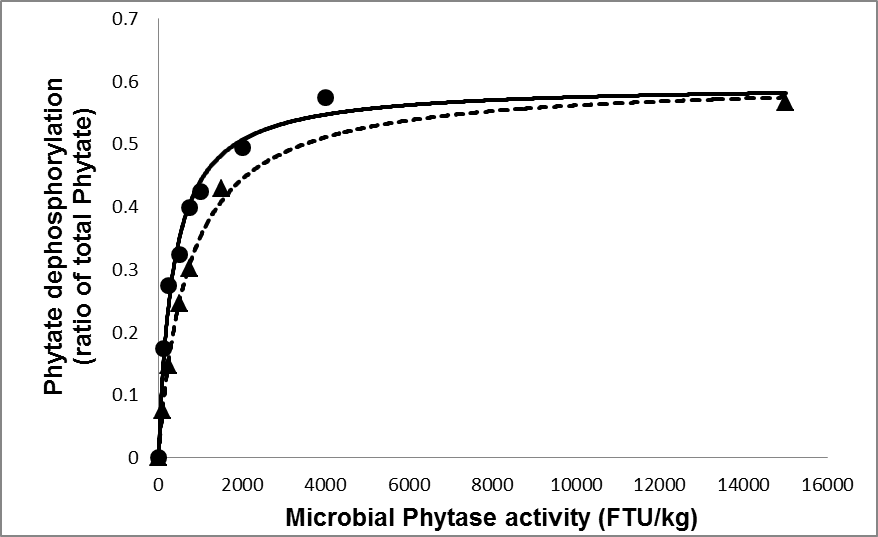 0.7
0.6
0.5
0.4
0.3
0.2
0.1
0
Phytate dephosphorylation
(ratio of total Phytate)
0 2000 4000 6000 8000 10000 12000 14000 16000
Microbial Phytase activity (FTU/kg)